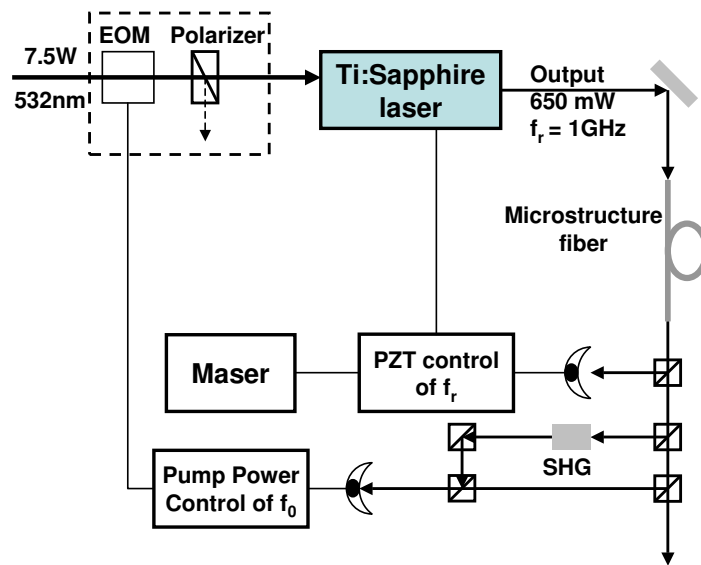 EOM
Polarizer
7.5W
532nm
Ti:Sapphire
laser
Output
650 mW
f_r = 1GHz
Microstructure
fiber
Maser
PZT control
of f_r
SHG
Pump Power
Control of f_0